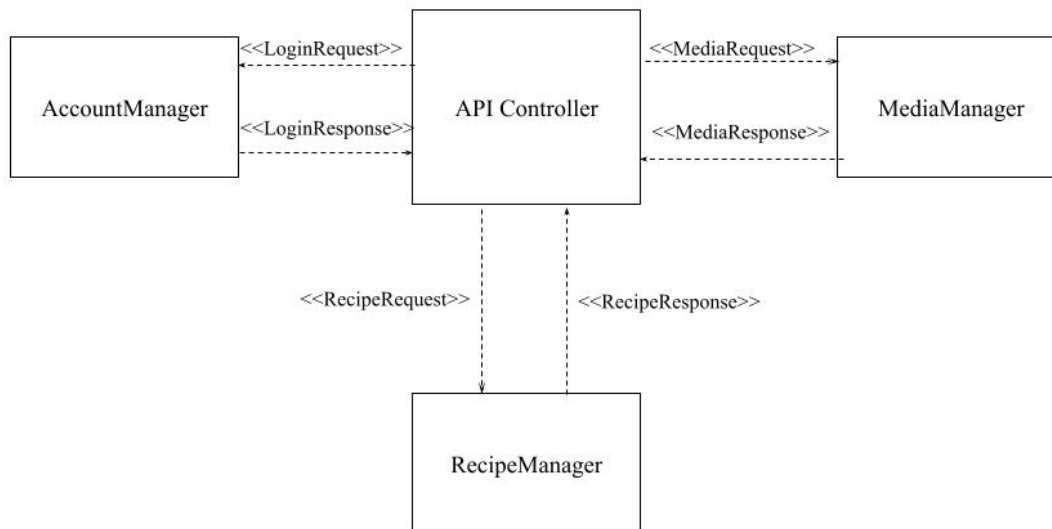 <<LoginRequest>>
<<MediaRequest>>
AccountManager
API Controller
MediaManager
<<LoginResponse>>
<<MediaResponse>>
<<RecipeRequest>>
<<RecipeResponse>>
RecipeManager